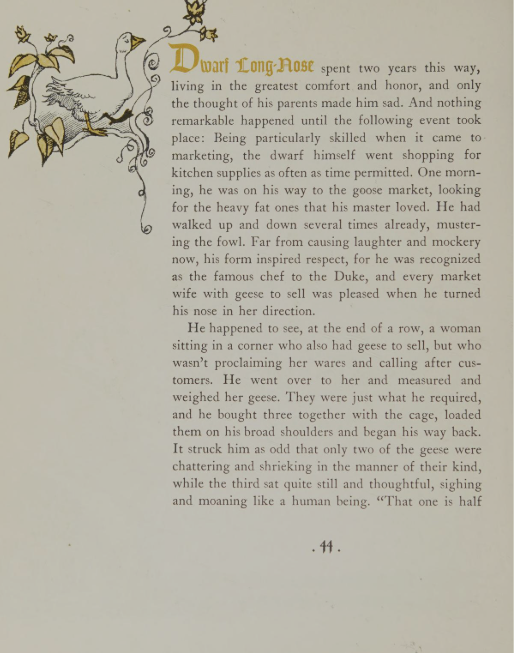 Dwarf Long-Nose spent two years this way,
living in the greatest comfort and honor, and only
the thought of his parents made him sad. And nothing
remarkable happened until the following event took
place: Being particularly skilled when it came to
marketing, the dwarf himself went shopping for
kitchen supplies as often as time permitted. One morn-
ing, he was on his way to the goose market, looking
for the heavy fat ones that his master loved. He had
walked up and down several times already, muster-
ing the fowl. Far from causing laughter and mockery
now, his form inspired respect, for he was recognized
as the famous chef to the Duke, and every market
wife with geese to sell was pleased when he turned
his nose in her direction.
He happened to see, at the end of a row, a woman
sitting in a corner who also had geese to sell, but who
wasn't proclaiming her wares and calling after cus-
tomers. He went over to her and measured and
weighed her geese. They were just what he required,
and he bought three together with the cage, loaded
them on his broad shoulders and began his way back.
It struck him as odd that only two of the geese were
chattering and shrieking in the manner of their kind,
while the third sat quite still and thoughtful, sighing
and moaning like a human being. “That one is half
. 44 .